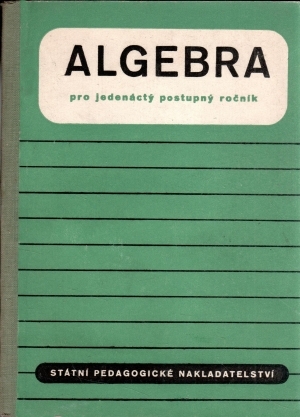 ALGEBRA
pro jedenáctý postupný ročník
STÁTNÍ PEDAGOGICKÉ NAKLADATELSTVÍ